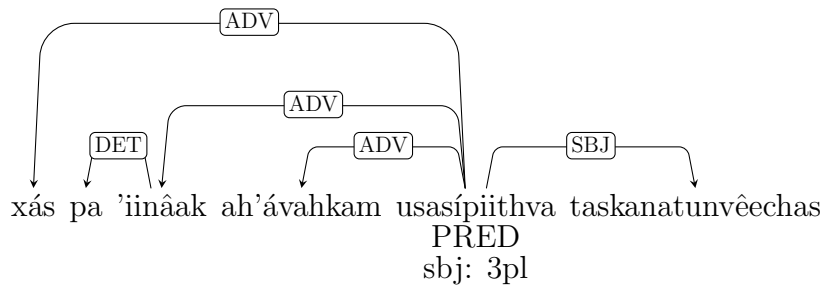 ADV
ADV
DET ADV SBJ
xás pa 'iinâak ah'ávahkam usasípiithva taskanatunvêechas
PRED
sbj: 3pl